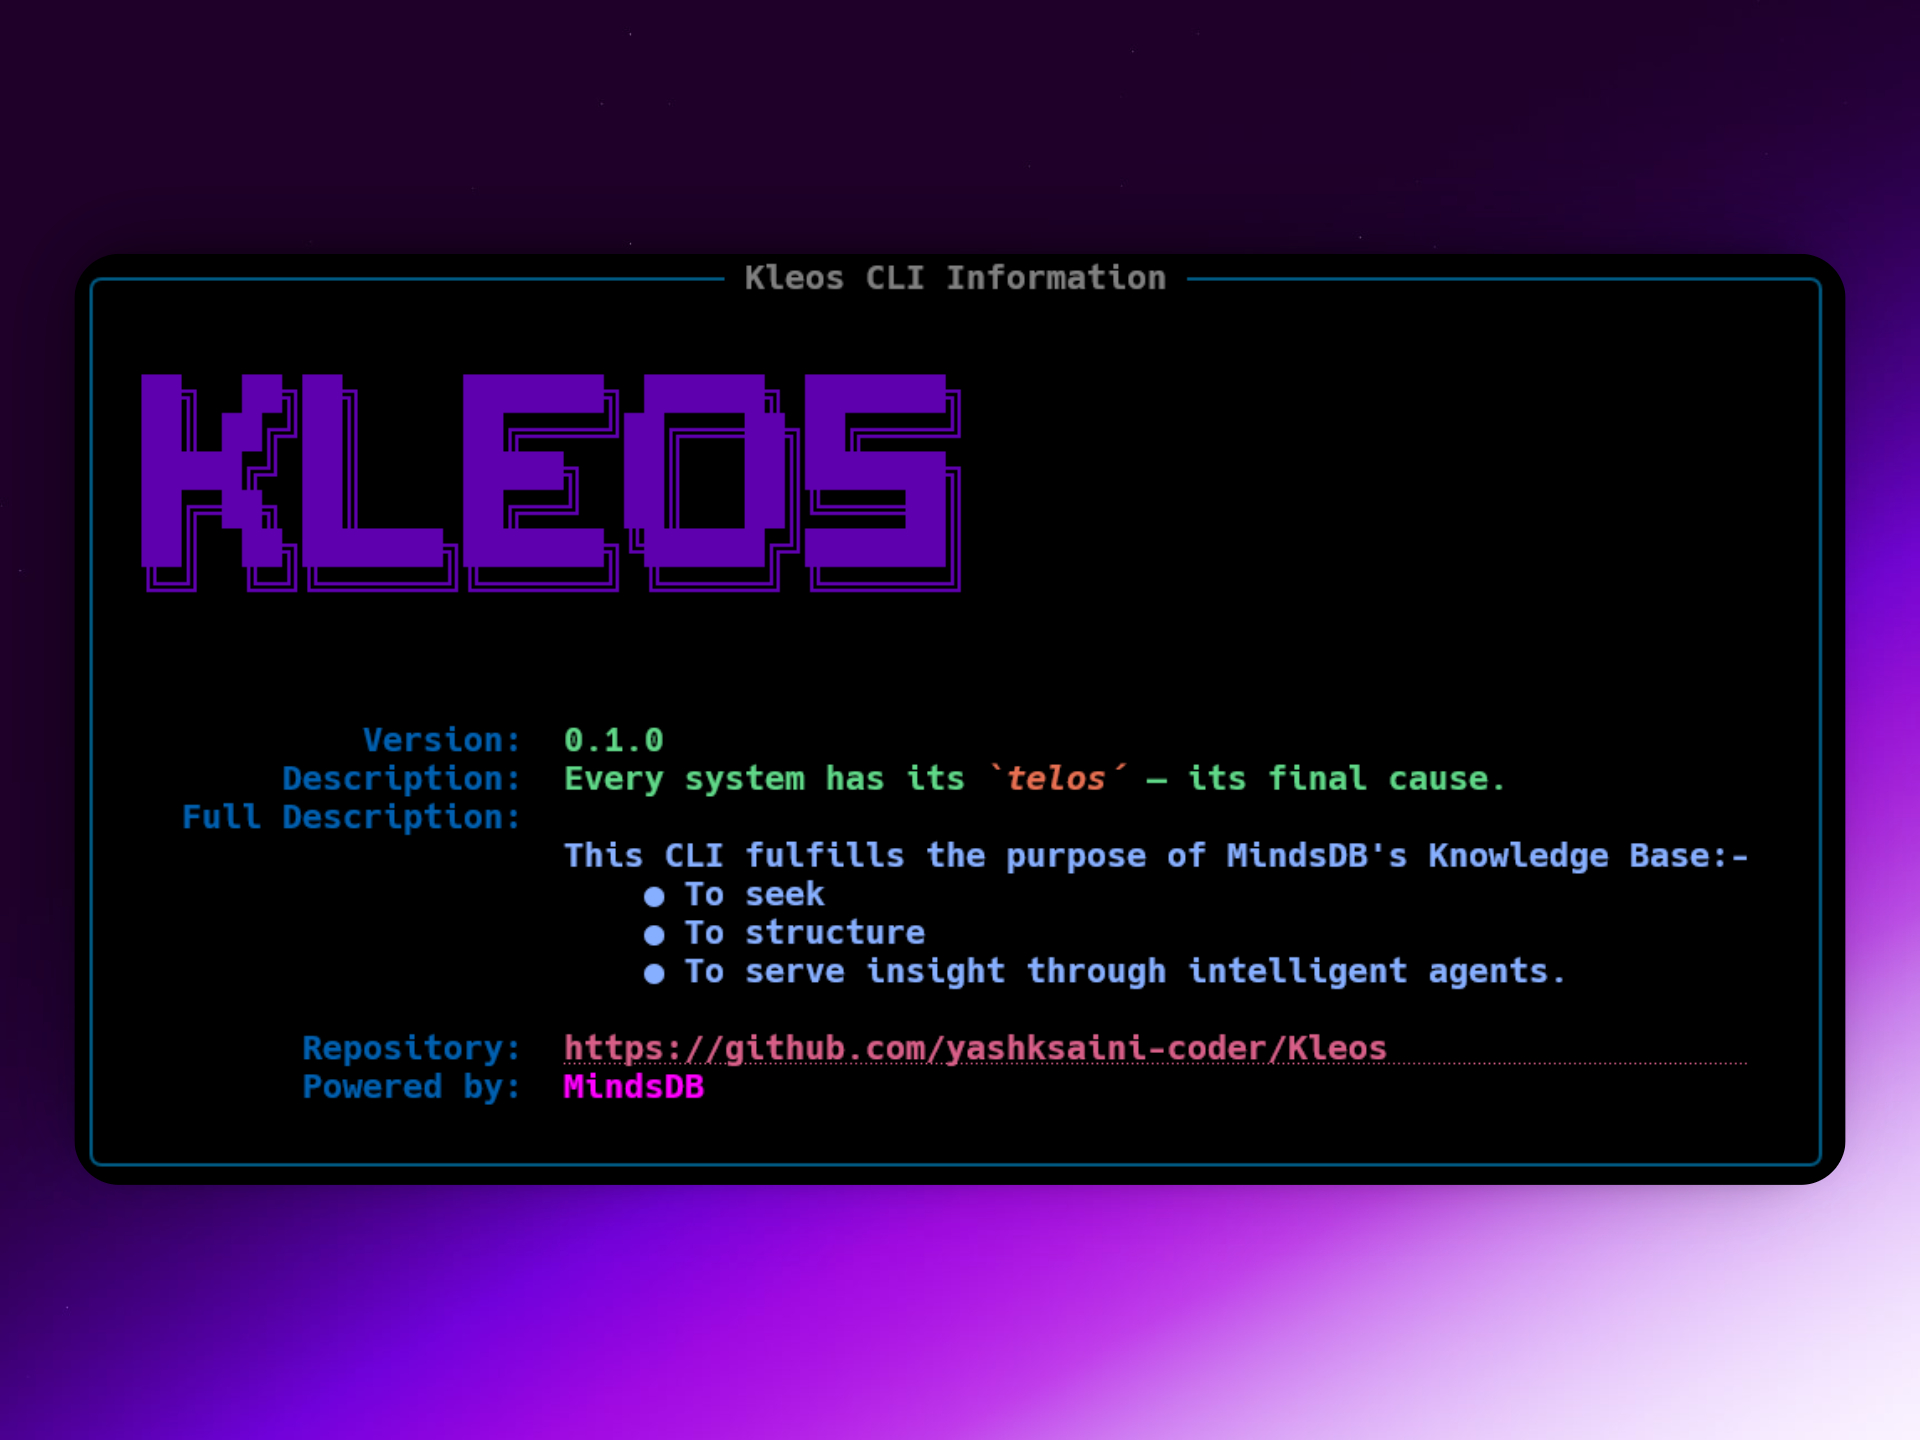 Kleos CLI Information
KLEOS
Version: 0.1.0
Description: Every system has its `telos´ — its final cause.
Full Description:
This CLI fulfills the purpose of MindsDB's Knowledge Base:-
● To seek
● To structure
● To serve insight through intelligent agents.
Repository: https://github.com/yashksaini-coder/Kleos
Powered by: MindsDB